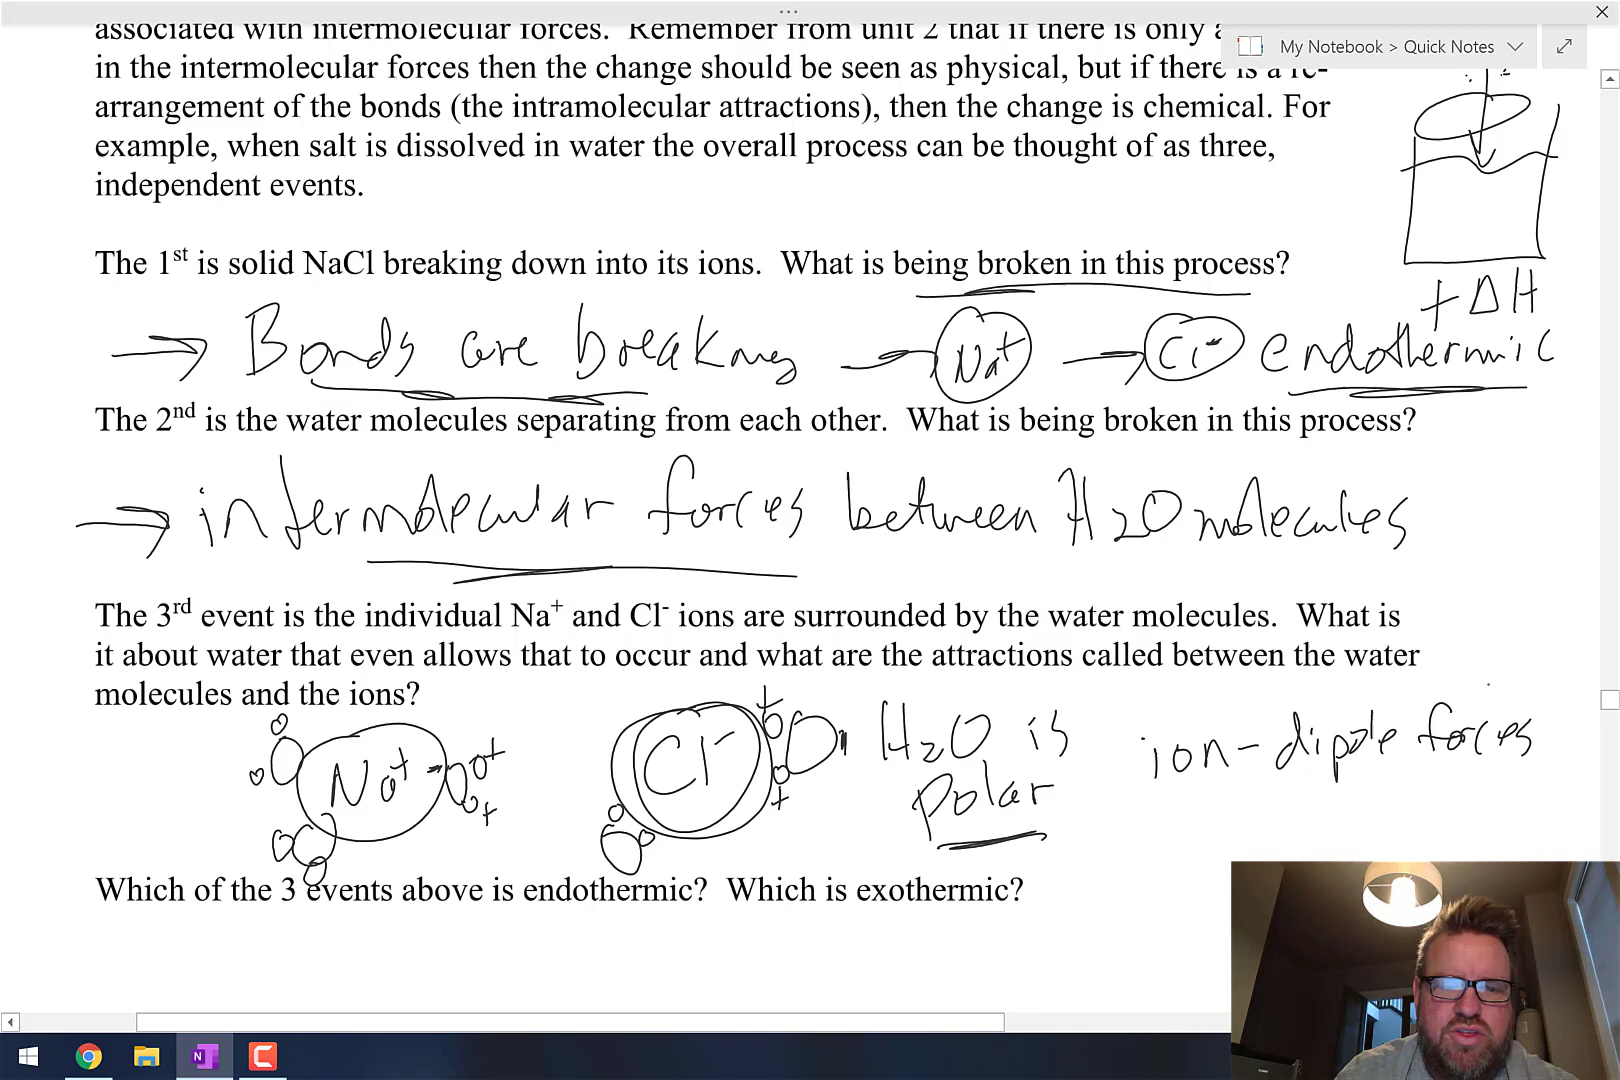 associated with intermolecular forces. Remember from unit 2 that if there is only a
My Notebook > Quick Notes
in the intermolecular forces then the change should be seen as physical, but if there is a re-
arrangement of the bonds (the intramolecular attractions), then the change is chemical. For
example, when salt is dissolved in water the overall process can be thought of as three,
independent events.
The 1st is solid NaCl breaking down into its ions. What is being broken in this process?
+ ΔH
→ Bonds are breaking → Na+ → Cl- endothermic
The 2nd is the water molecules separating from each other. What is being broken in this process?
→ intermolecular forces between H2O molecules
The 3rd event is the individual Na+ and Cl- ions are surrounded by the water molecules. What is
it about water that even allows that to occur and what are the attractions called between the water
molecules and the ions?
Na+ - + + Cl- + + H2O is ion-dipole forces
polar
Which of the 3 events above is endothermic? Which is exothermic?